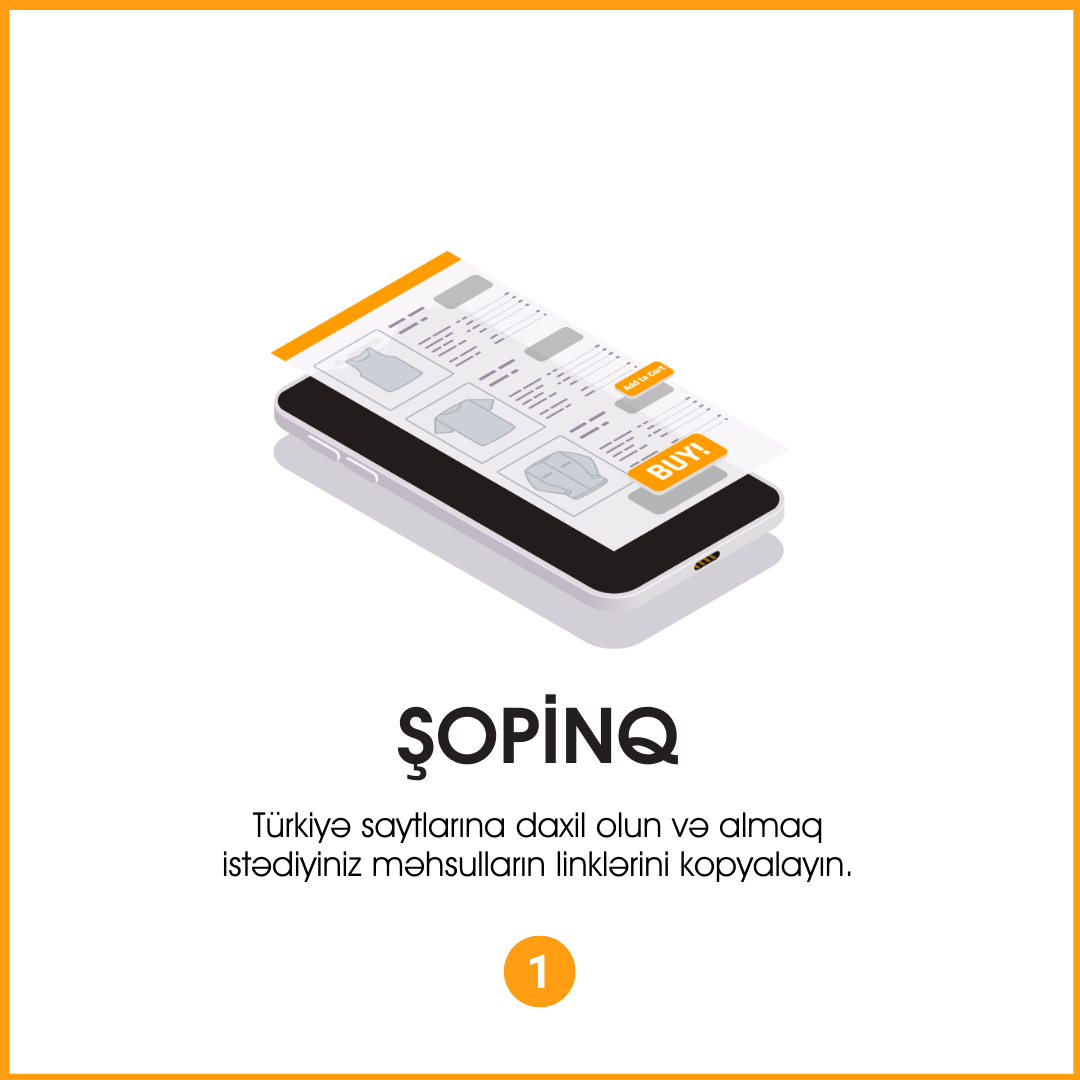 Add to Cart
BUY!
ŞOPİNQ
Türkiyə saytlarına daxil olun və almaq
istədiyiniz məhsulların linklərini kopyalayın.
1